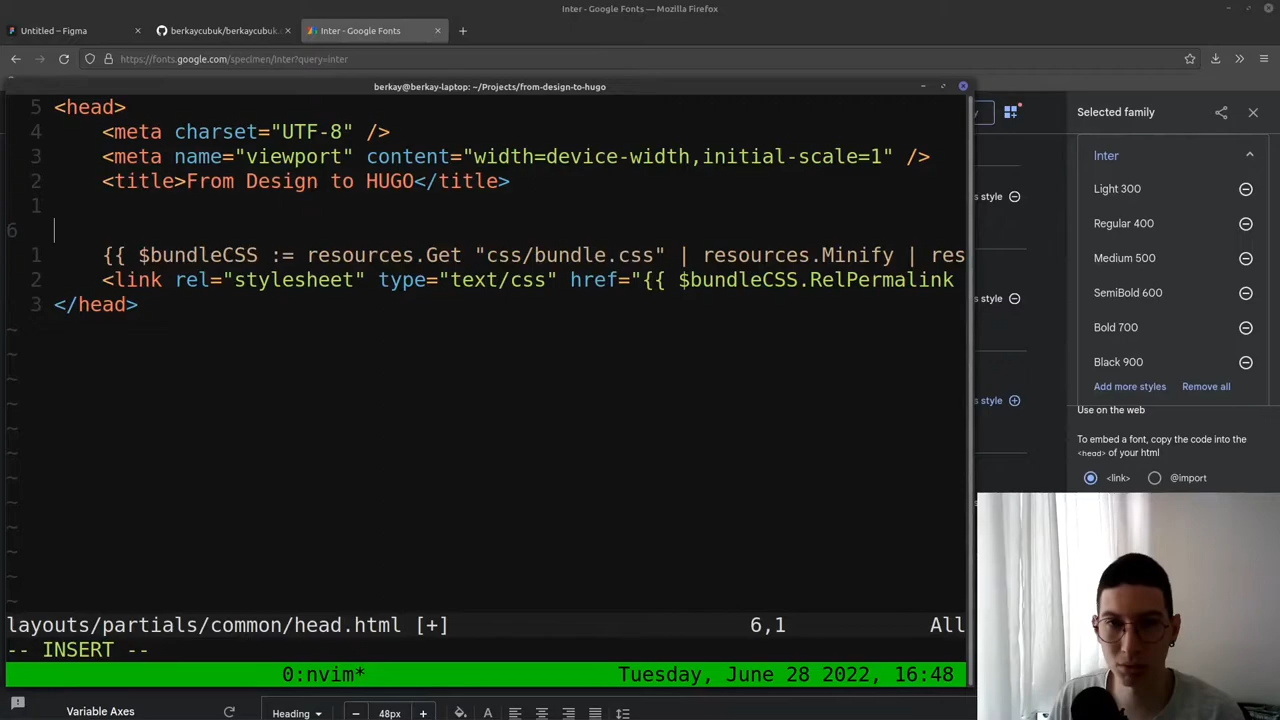 Inter - Google Fonts — Mozilla Firefox
Untitled – Figma
berkaycubuk/berkaycubuk.
Inter - Google Fonts
https://fonts.google.com/specimen/Inter?query=inter
berkay@berkay-laptop: ~/Projects/from-design-to-hugo
5 <head>
4 <meta charset="UTF-8" />
3 <meta name="viewport" content="width=device-width,initial-scale=1" />
2 <title>From Design to HUGO</title>
1
6
1 {{ $bundleCSS := resources.Get "css/bundle.css" | resources.Minify | res
2 <link rel="stylesheet" type="text/css" href="{{ $bundleCSS.RelPermalink
3 </head>
~
~
~
~
~
~
~
~
~
~
~
~
layouts/partials/common/head.html [+] 6,1 All
-- INSERT --
0:nvim* Tuesday, June 28 2022, 16:48
y
s style
s style
s style
Selected family
Inter
Light 300
Regular 400
Medium 500
SemiBold 600
Bold 700
Black 900
Add more styles Remove all
Use on the web
To embed a font, copy the code into the
<head> of your html
<link> @import
Variable Axes
Heading
48px
A